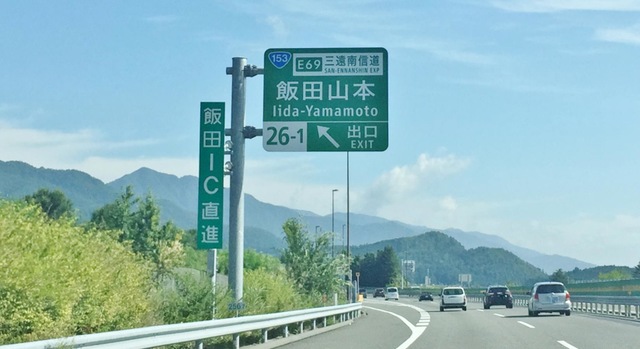 153
E69 三遠南信道
SAN-ENNANSHIN EXP
飯田山本
Iida-Yamamoto
26-1
出口
EXIT
飯田IC直進